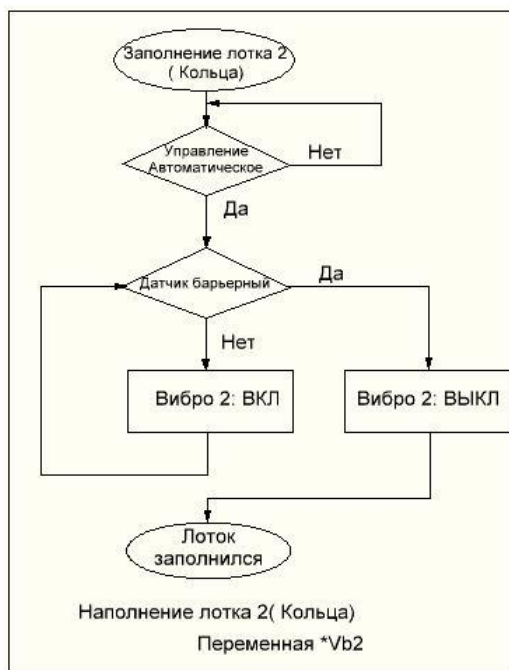 Заполнение лотка 2
( Кольца)
Управление
Автоматическое
Нет
Да
Датчик барьерный
Да
Нет
Вибро 2: ВКЛ
Вибро 2: ВЫКЛ
Лоток
заполнился
Наполнение лотка 2( Кольца)
Переменная *Vb2